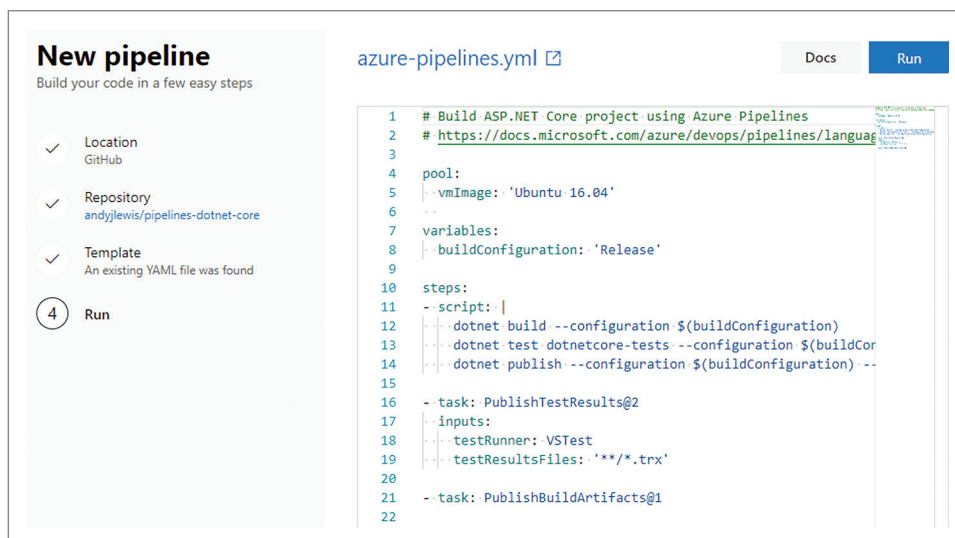 New pipeline
Build your code in a few easy steps
Location
GitHub
Repository
andyjlewis/pipelines-dotnet-core
Template
An existing YAML file was found
4 Run
azure-pipelines.yml
Docs
Run
1 # Build ASP.NET Core project using Azure Pipelines
2 # https://docs.microsoft.com/azure/devops/pipelines/languag
3
4 pool:
5 vmImage: 'Ubuntu 16.04'
6
7 variables:
8 buildConfiguration: 'Release'
9
10 steps:
11 - script: |
12 dotnet build --configuration $(buildConfiguration)
13 dotnet test dotnetcore-tests --configuration $(buildCon
14 dotnet publish --configuration $(buildConfiguration) --
15
16 - task: PublishTestResults@2
17 inputs:
18 testRunner: VSTest
19 testResultsFiles: '**/*.trx'
20
21 - task: PublishBuildArtifacts@1
22